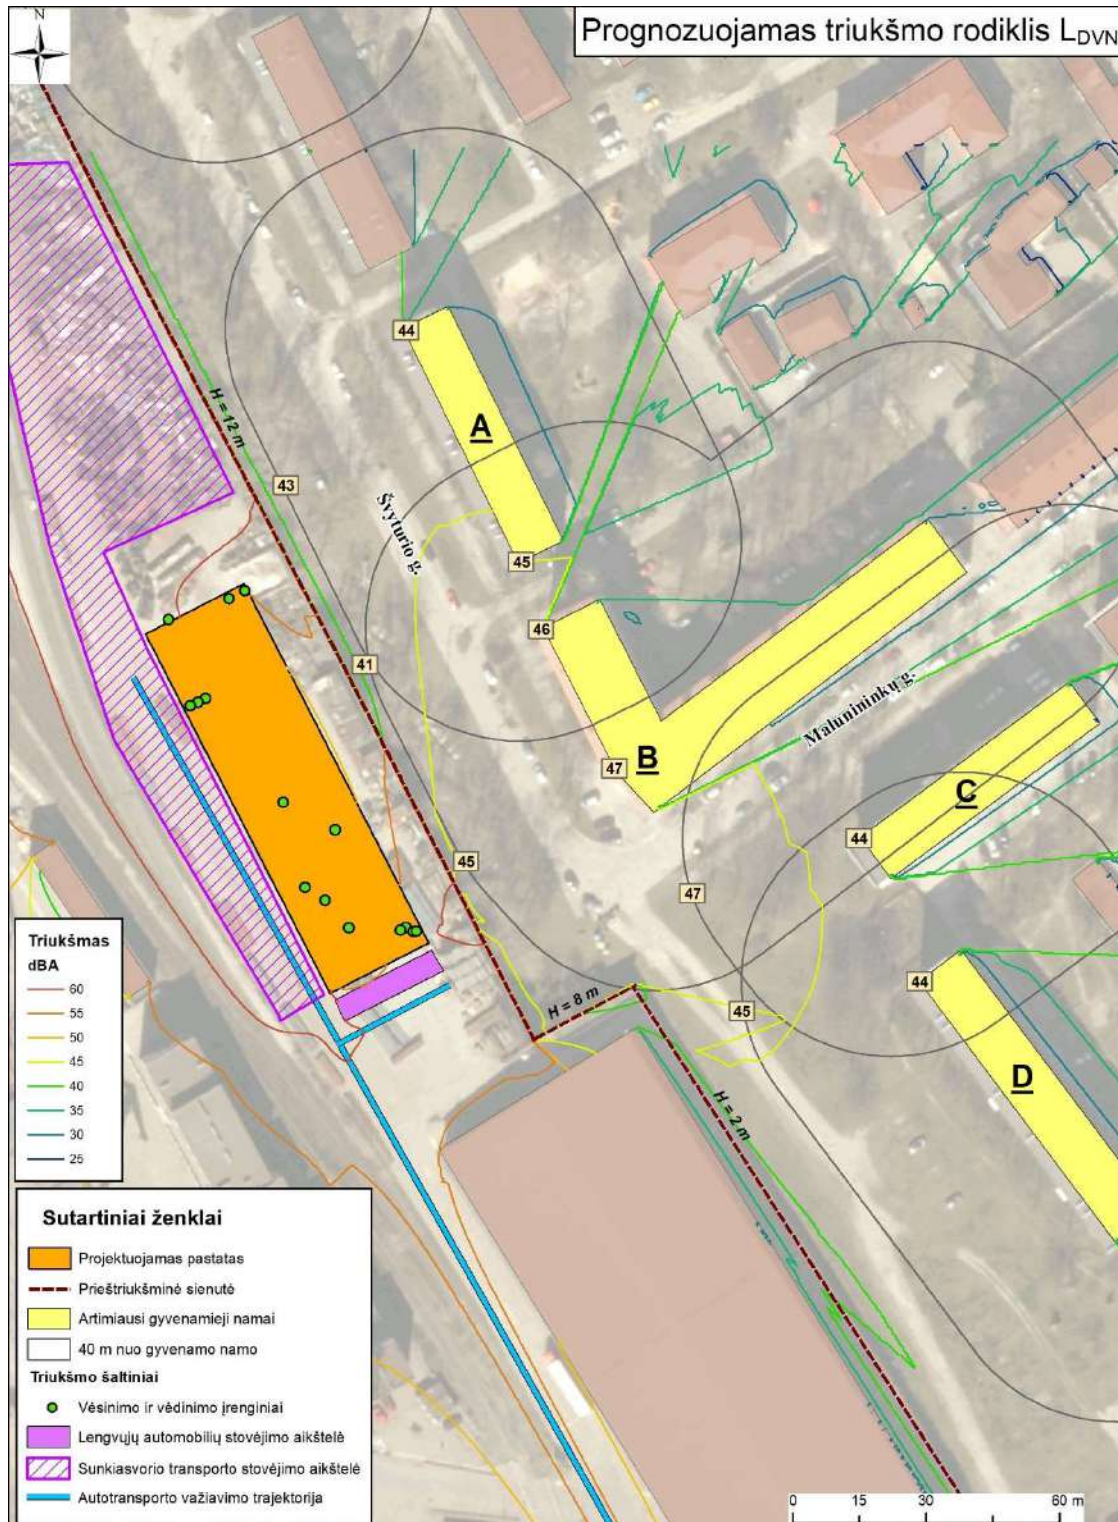 N
Prognozuojamas triukšmo rodiklis L_DVN
44
A
H = 12 m
43
Švyturio g.
45
46
41
B
47
Malunininkų g.
C
44
45
47
44
H = 8 m
45
D
H = 2 m
Triukšmas
dBA
60
55
50
45
40
35
30
25
Sutartiniai ženklai
Projektuojamas pastatas
Prieštriukšminė sienutė
Artimiausi gyvenamieji namai
40 m nuo gyvenamo namo
Triukšmo šaltiniai
Vėsinimo ir vėdinimo įrenginiai
Lengvųjų automobilių stovėjimo aikštelė
Sunkiasvorio transporto stovėjimo aikštelė
Autotransporto važiavimo trajektorija
0 15 30 60 m